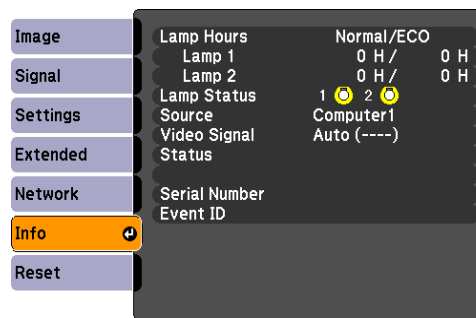 Image
Signal
Settings
Extended
Network
Info
Reset
Lamp Hours Normal/ECO
Lamp 1 0 H/ 0 H
Lamp 2 0 H/ 0 H
Lamp Status 1 2
Source Computer1
Video Signal Auto (----)
Status
Serial Number
Event ID